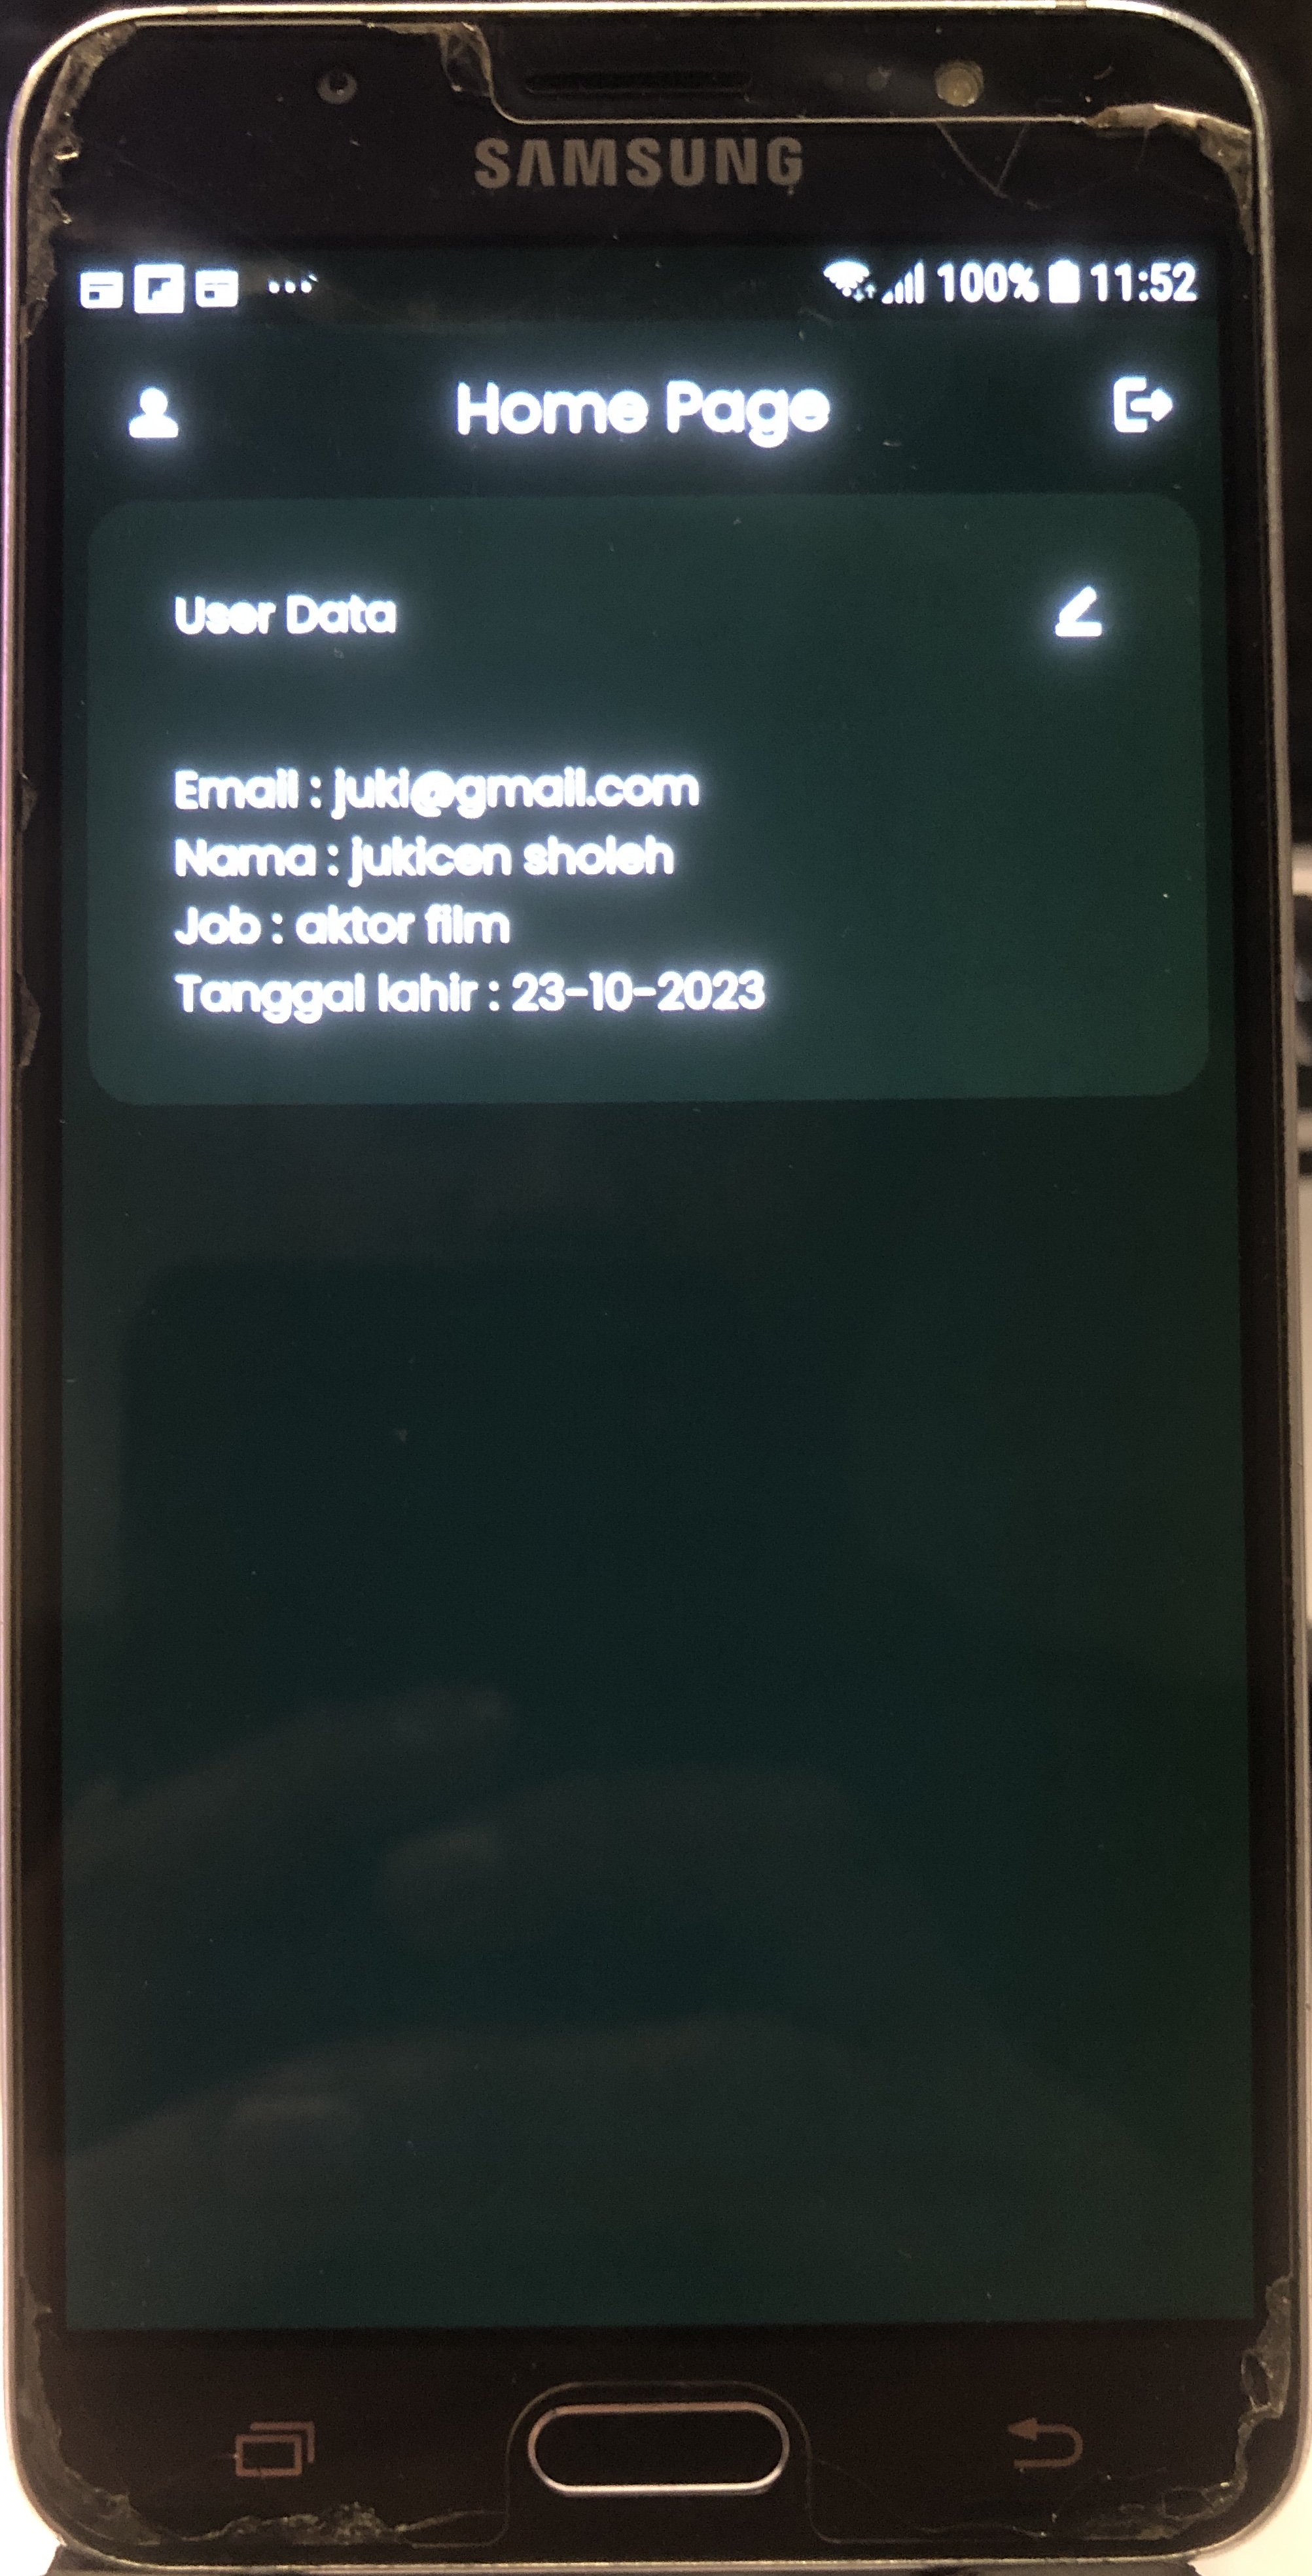 SAMSUNG
100% 11:52
Home Page
User Data
Email : juki@gmail.com
Nama : jukicen sholeh
Job : aktor film
Tanggal lahir : 23-10-2023